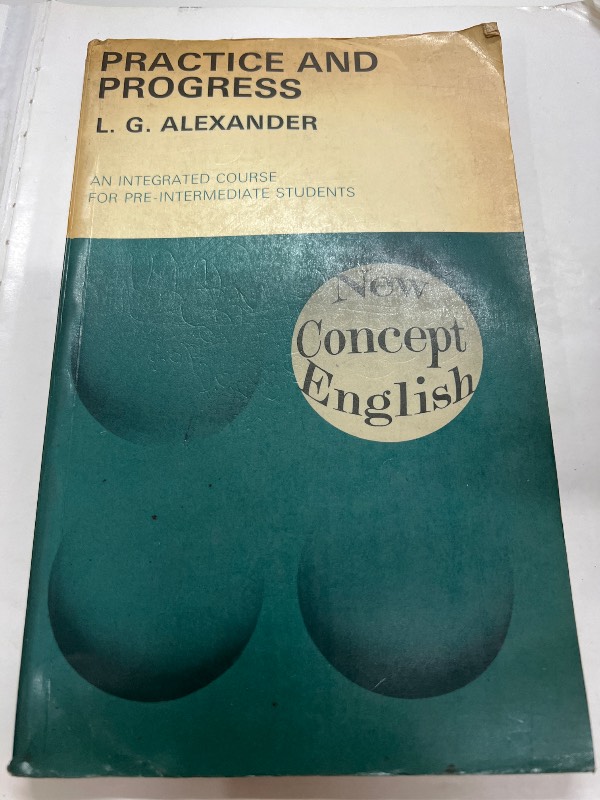 PRACTICE AND
PROGRESS
L. G. ALEXANDER
AN INTEGRATED COURSE
FOR PRE-INTERMEDIATE STUDENTS
New
Concept
English